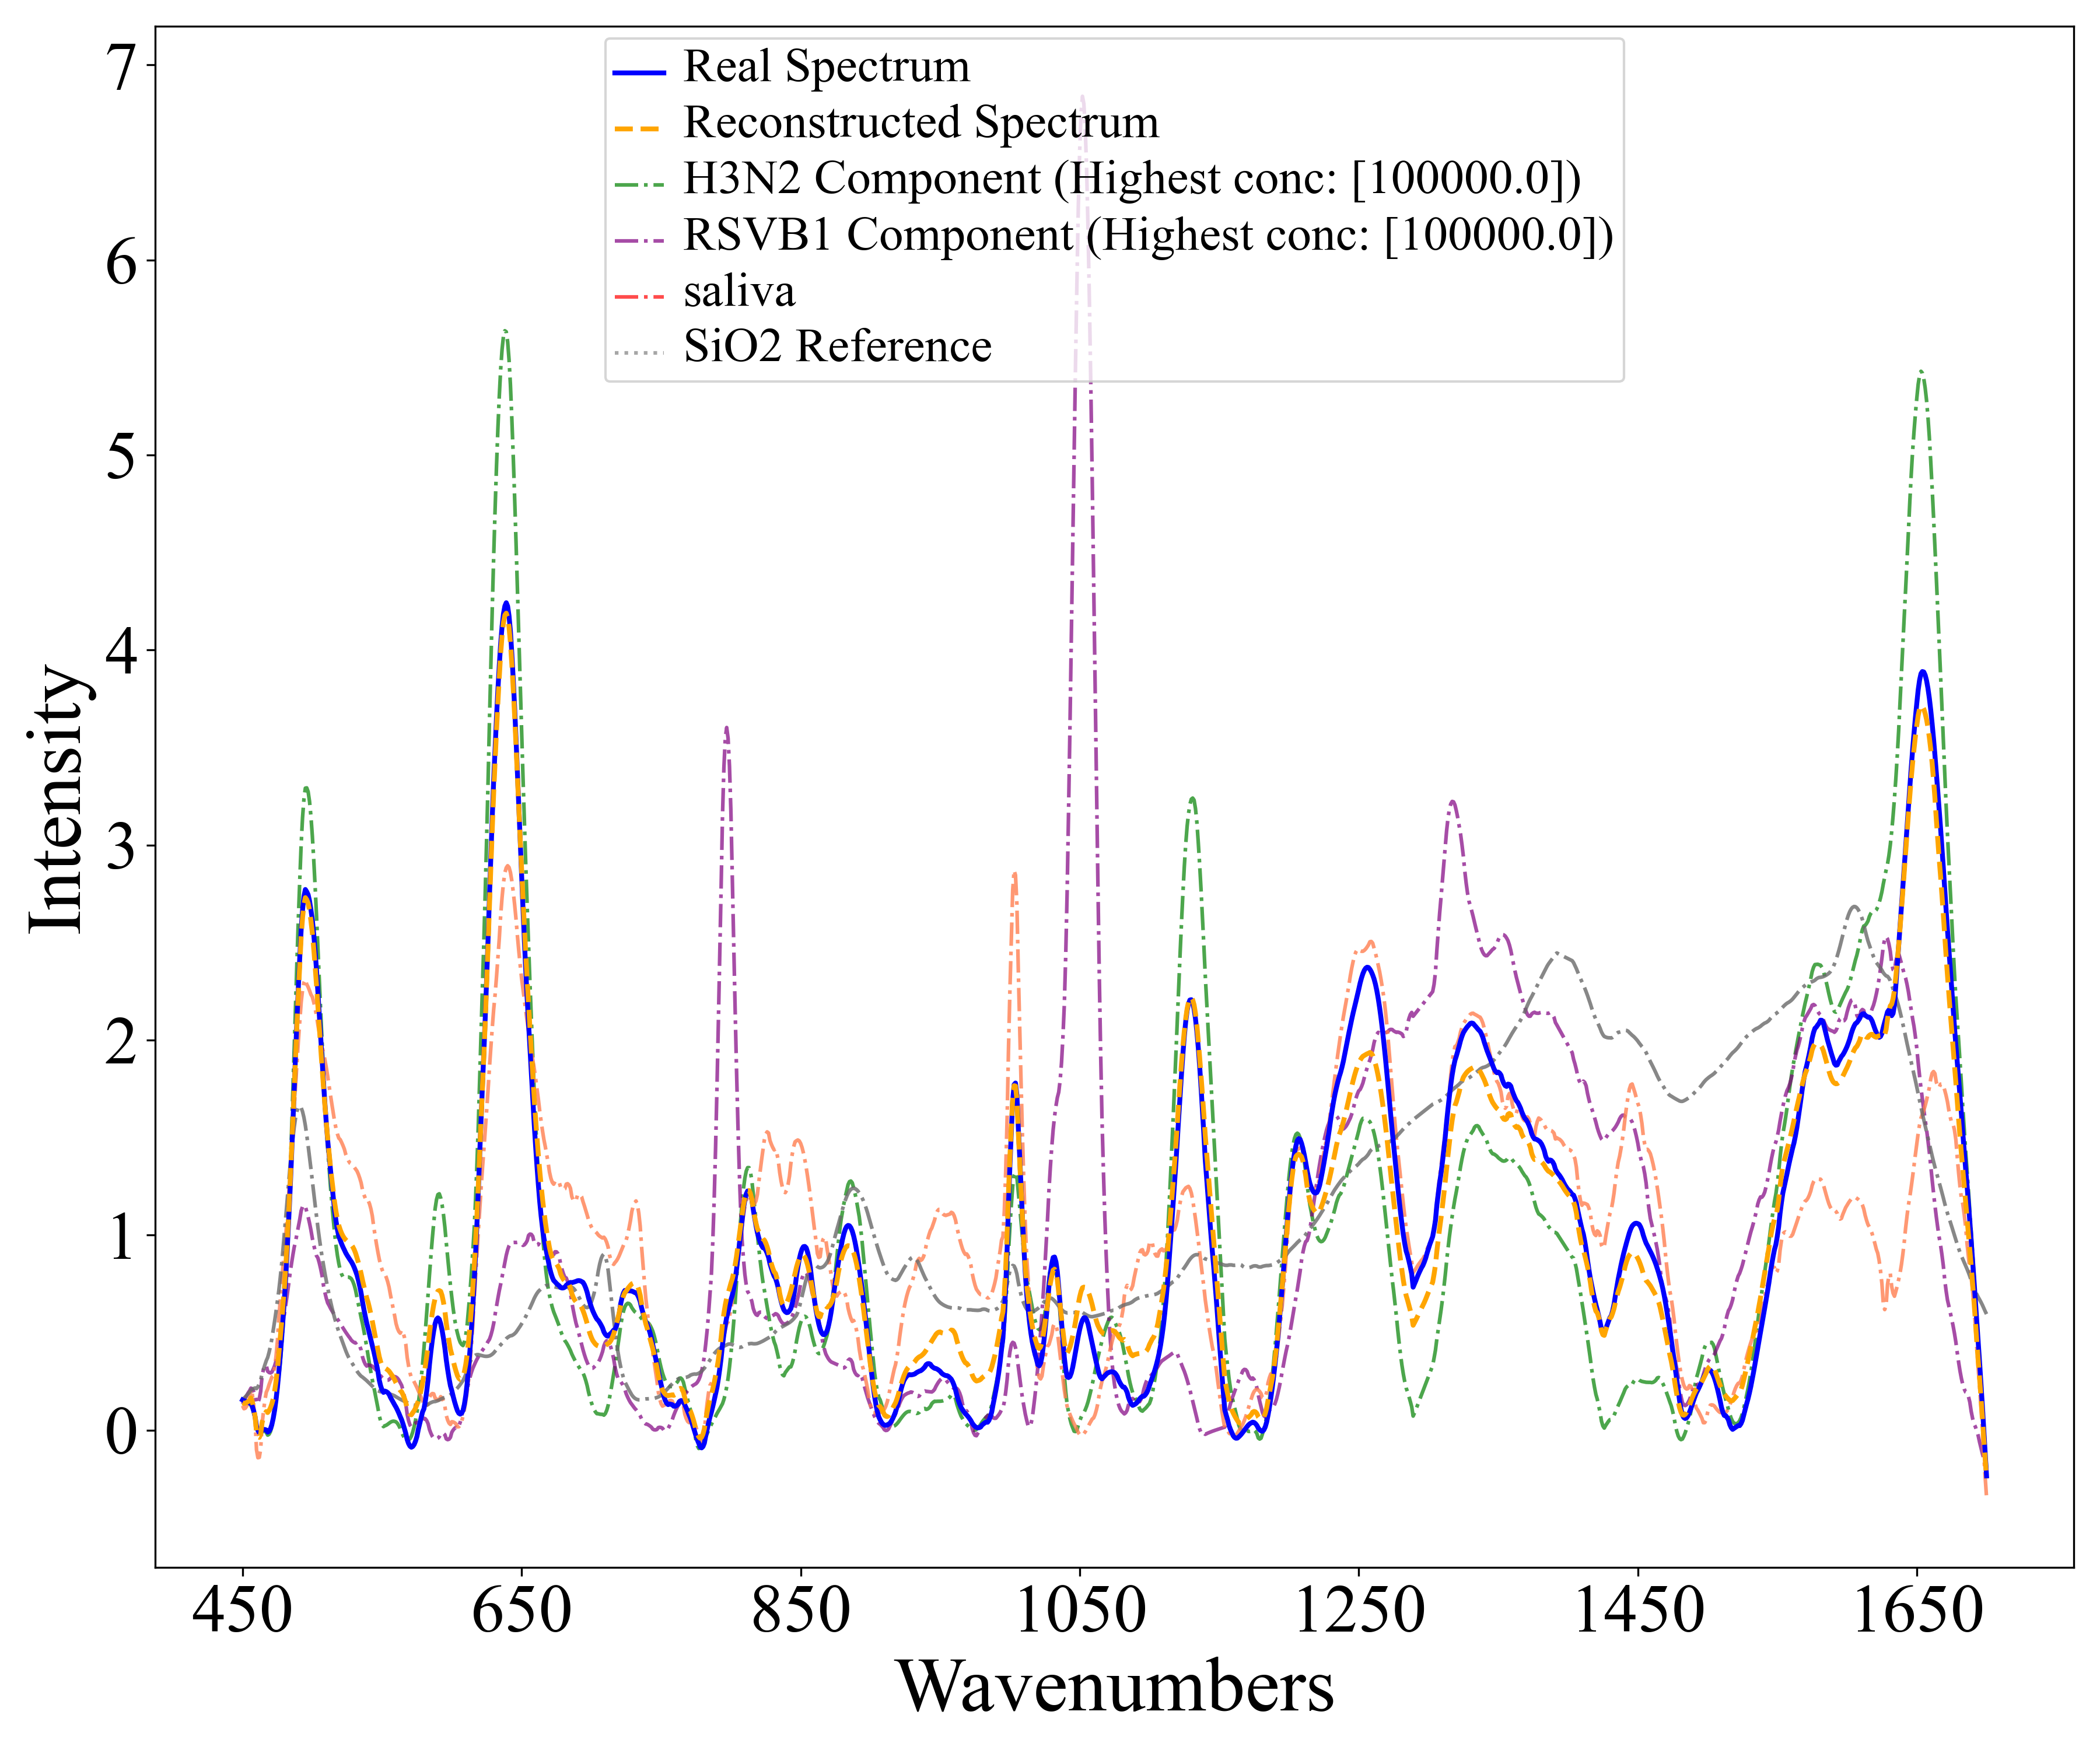 Real Spectrum
Reconstructed Spectrum
H3N2 Component (Highest conc: [100000.0])
RSVB1 Component (Highest conc: [100000.0])
saliva
SiO2 Reference
7
6
5
4
3
2
1
0
Intensity
450 650 850 1050 1250 1450 1650
Wavenumbers